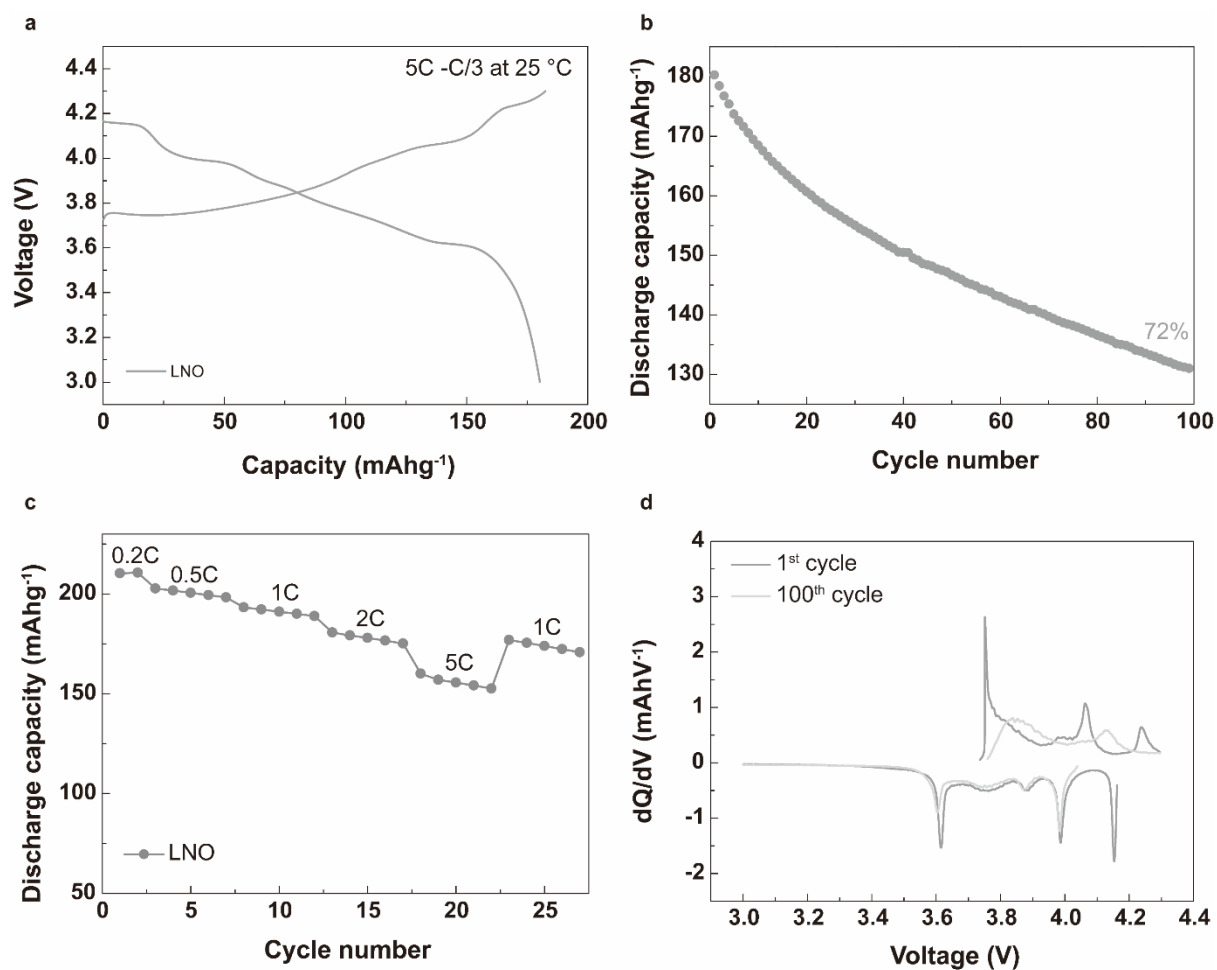 a
5C -C/3 at 25 °C
4.4
4.2
4.0
3.8
3.6
3.4
3.2
3.0
Voltage (V)
LNO
0 50 100 150 200
Capacity (mAhg-1)
b
180
170
160
150
140
130
Discharge capacity (mAhg-1)
72%
0 20 40 60 80 100
Cycle number
c
200
150
100
50
Discharge capacity (mAhg-1)
0.2C
0.5C
1C
2C
5C
1C
LNO
0 5 10 15 20 25
Cycle number
d
4
3
2
1
0
-1
-2
dQ/dV (mAhV-1)
1st cycle
100th cycle
3.0 3.2 3.4 3.6 3.8 4.0 4.2 4.4
Voltage (V)